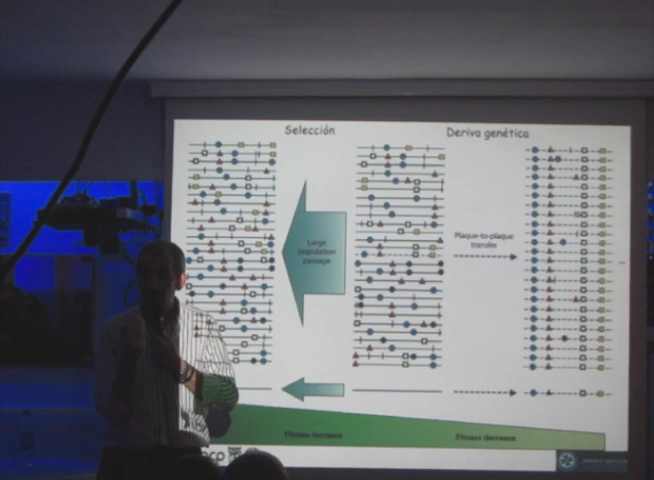 Selección
Deriva genética
Large
population
passage
Plaque-to-plaque
transfer
Fitness increase
Fitness decrease